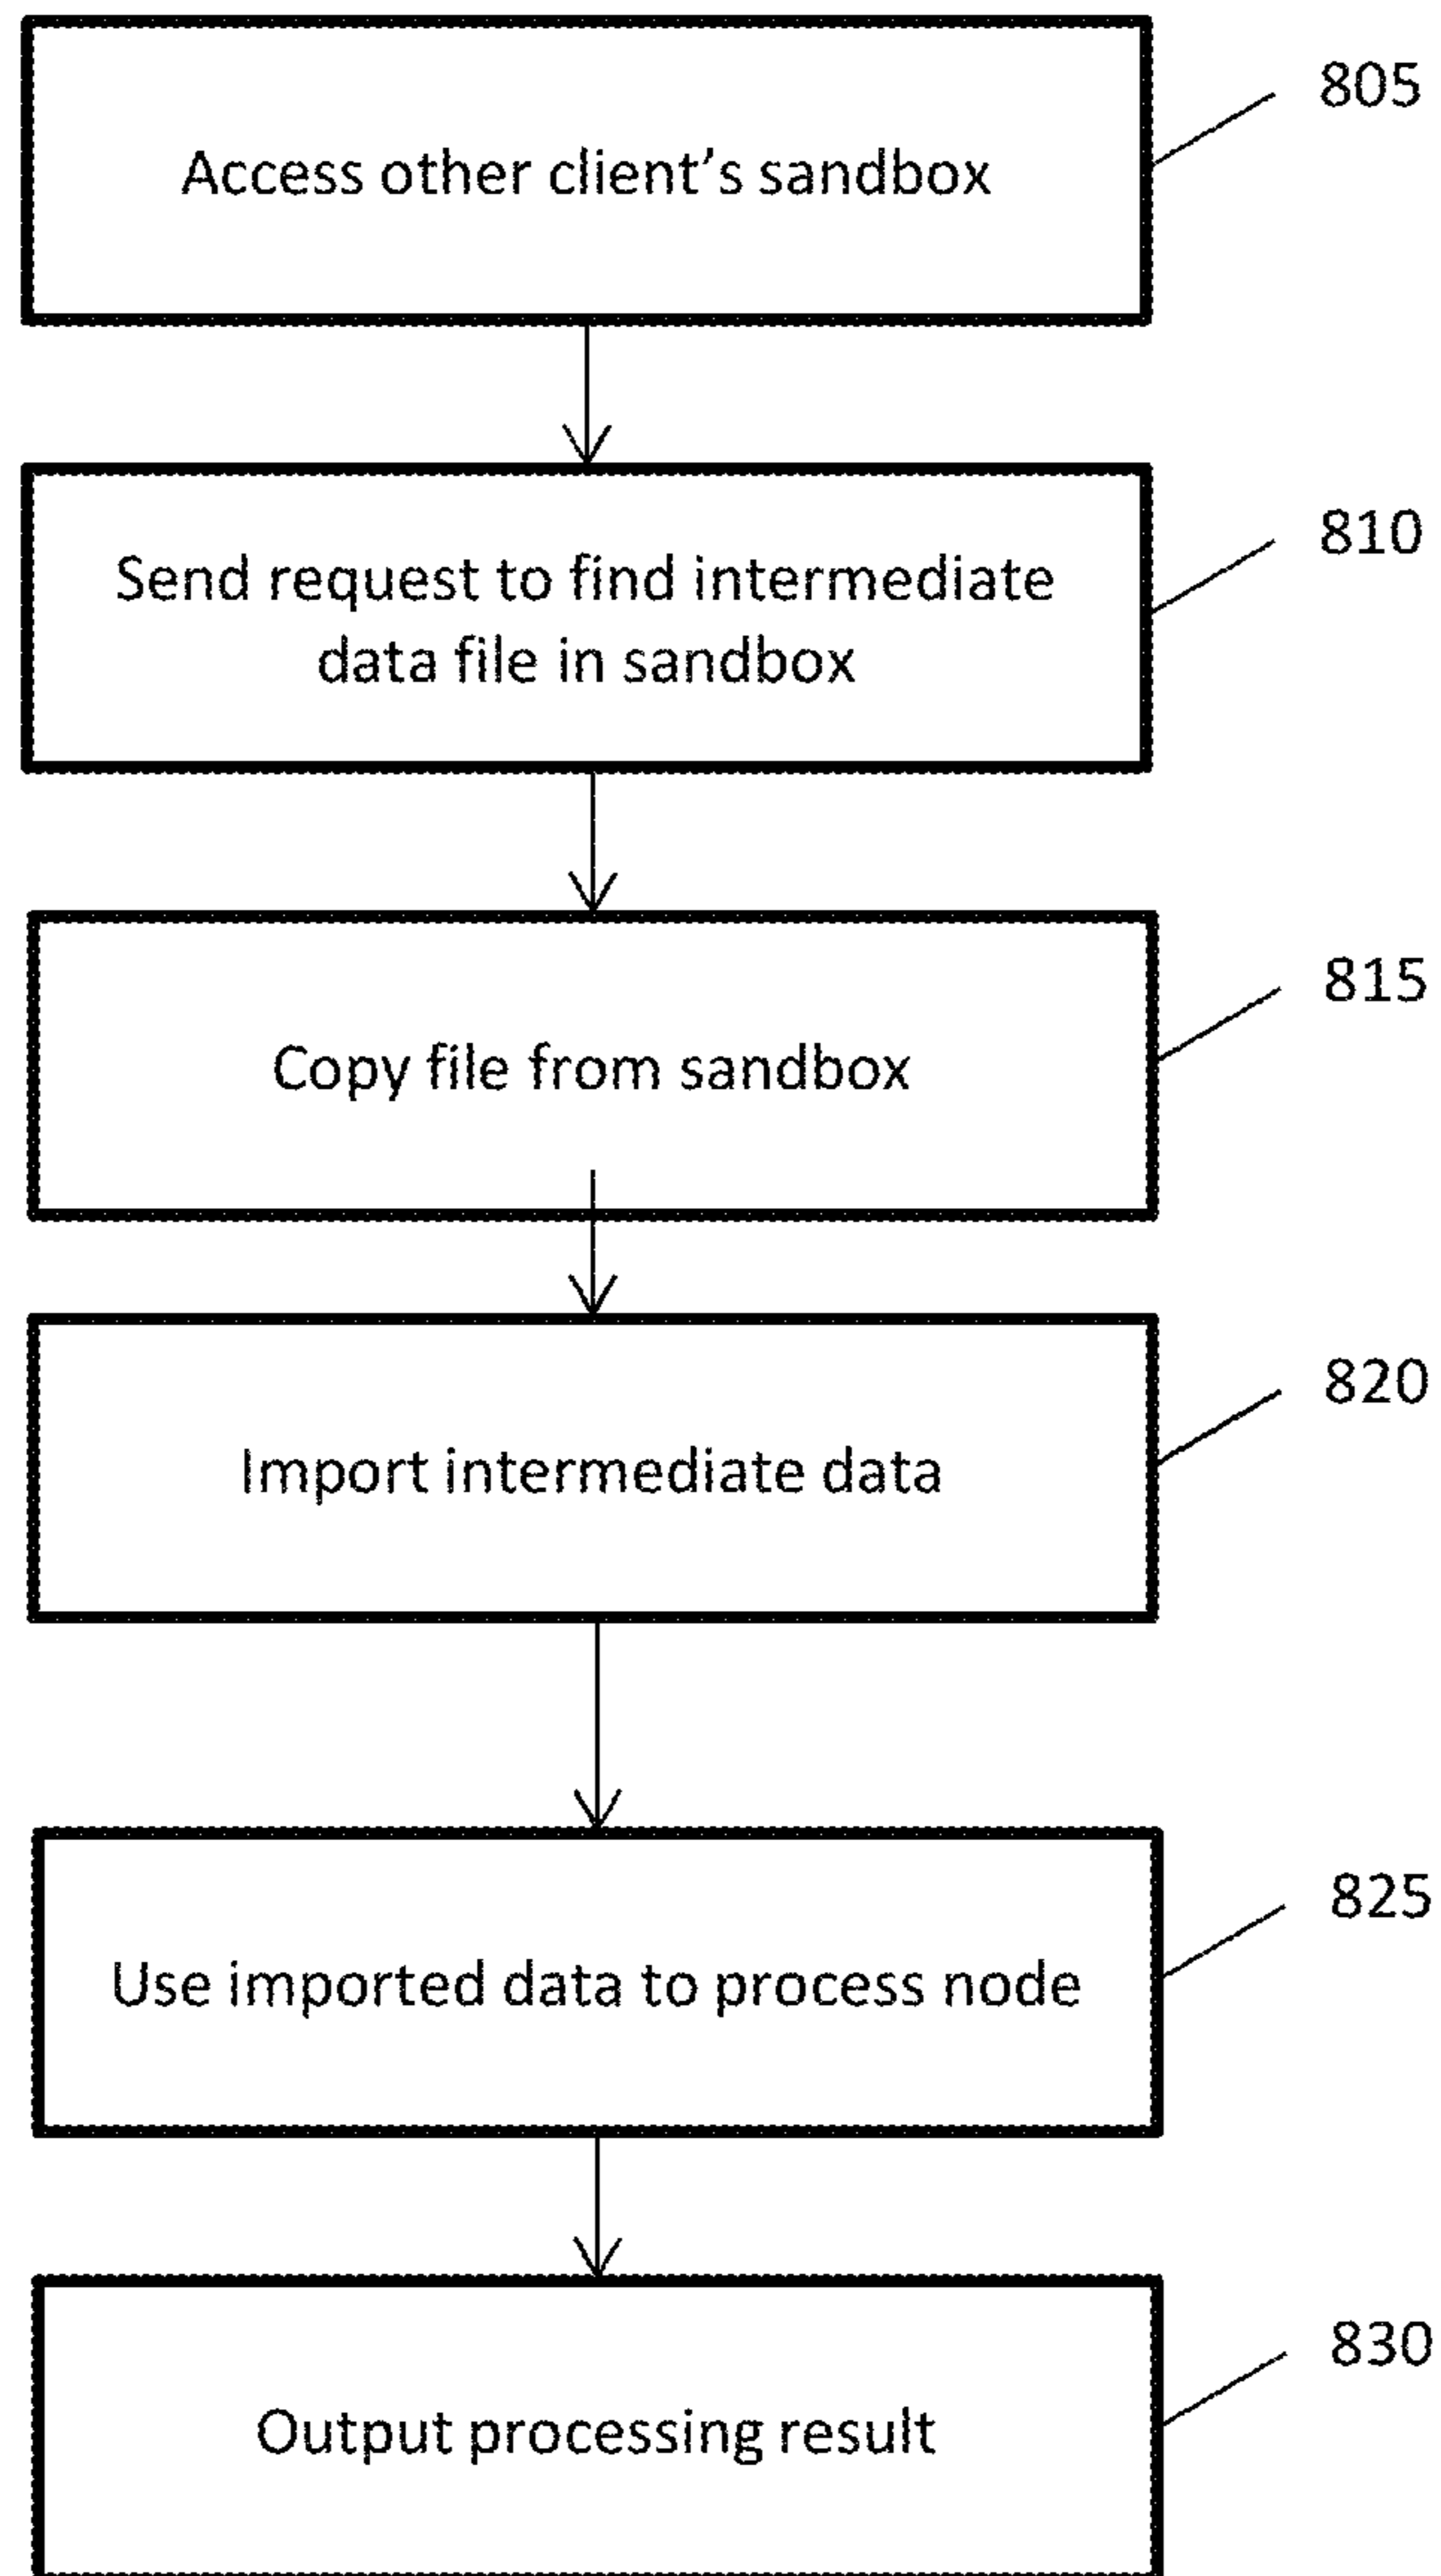 805
Access other client's sandbox
810
Send request to find intermediate
data file in sandbox
815
Copy file from sandbox
820
Import intermediate data
825
Use imported data to process node
830
Output processing result